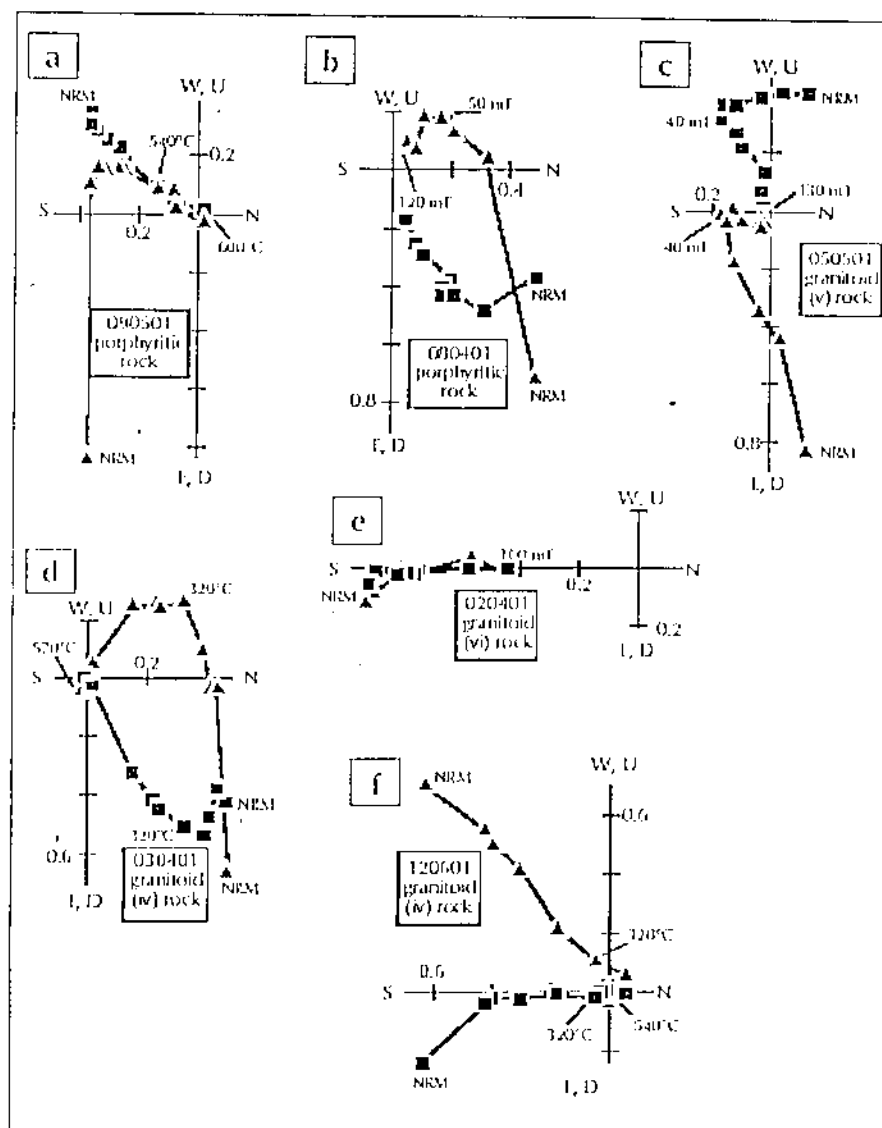 a
W, U
NRM
540°C
0.2
S
0.2
N
600°C
090501
porphyritic
rock
NRM
E, D
b
W, U
50 mT
S
N
0.4
120 mT
NRM
080401
porphyritic
rock
NRM
0.8
E, D
c
W, U
NRM
40 mT
0.2
130 mT
S
N
40 mT
050501
granitoid
(v) rock
0.8
NRM
E, D
d
W, U
320°C
570°C
0.2
S
N
NRM
320°C
0.6
030401
granitoid
(iv) rock
NRM
E, D
e
W, U
S
100 mT
N
NRM
0.2
020401
granitoid
(vi) rock
0.2
E, D
f
W, U
NRM
0.6
120601
granitoid
(iv) rock
320°C
0.6
S
N
320°C
540°C
NRM
E, D